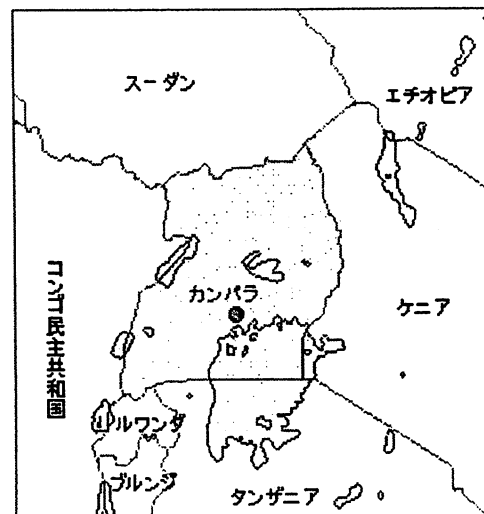 スーダン
エチオピア
カンパラ
ケニア
コンゴ民主共和国
ルワンダ
ブルンジ
タンザニア